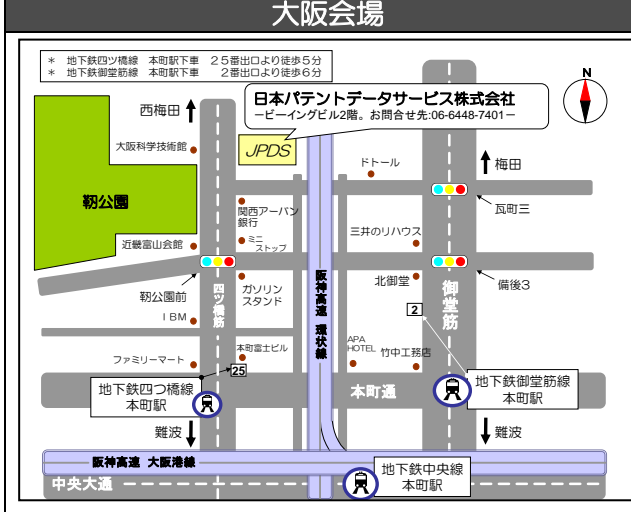 大阪会場
* 地下鉄四ツ橋線 本町駅下車 25番出口より徒歩5分
* 地下鉄御堂筋線 本町駅下車 2番出口より徒歩6分
日本パテントデータサービス株式会社
−ビーイングビル2階。お問合せ先:06-6448-7401−
N
西梅田
大阪科学技術館
JPDS
ドトール
梅田
靭公園
関西アーバン
銀行
瓦町三
ミニ
ストップ
三井のリハウス
近畿富山会館
靭公園前
四ツ橋筋
ガソリン
スタンド
阪神高速 環状線
北御堂
御堂筋
備後3
IBM
2
本町富士ビル
APA
HOTEL
竹中工務店
ファミリーマート
25
地下鉄四つ橋線
本町駅
本町通
地下鉄御堂筋線
本町駅
難波
難波
阪神高速 大阪港線
地下鉄中央線
本町駅
中央大通